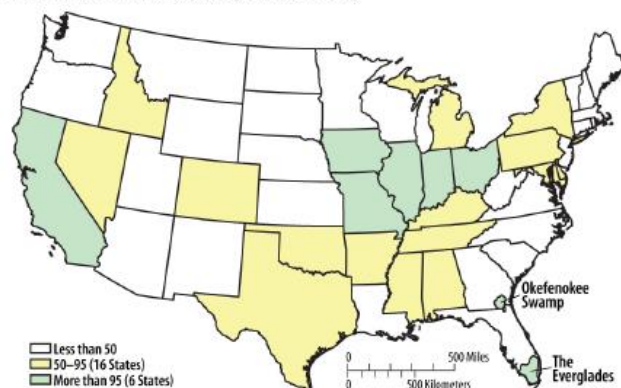 Okefenokee
Swamp
The
Everglades
Less than 50
50–95 (16 States)
More than 95 (6 States)
0 500 Miles
0 500 Kilometers